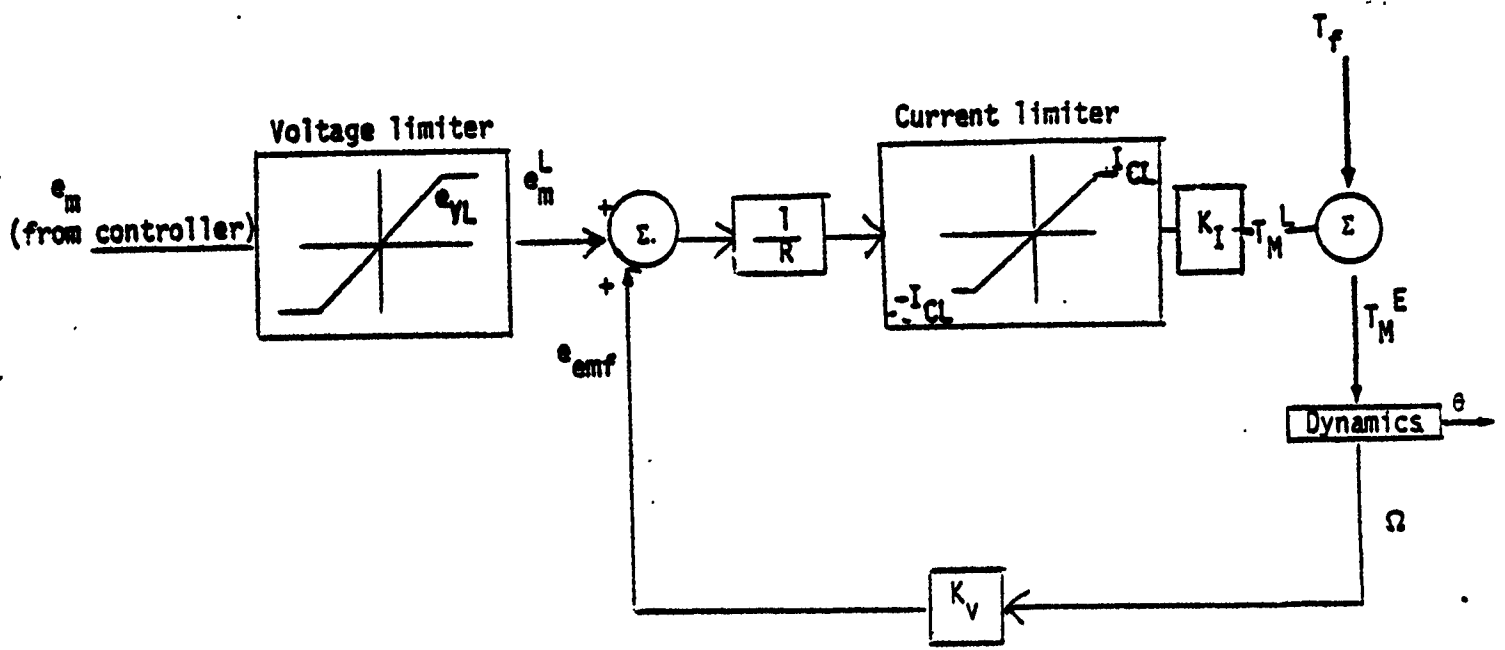 T_f
Voltage limiter
Current limiter
e_m
(from controller)
e_VL
e_m^L
+
Σ.
+
1
R
I_CL
-I_CL
K_I
T_M^L
Σ
T_M^E
e_emf
Dynamics
θ
Ω
K_v